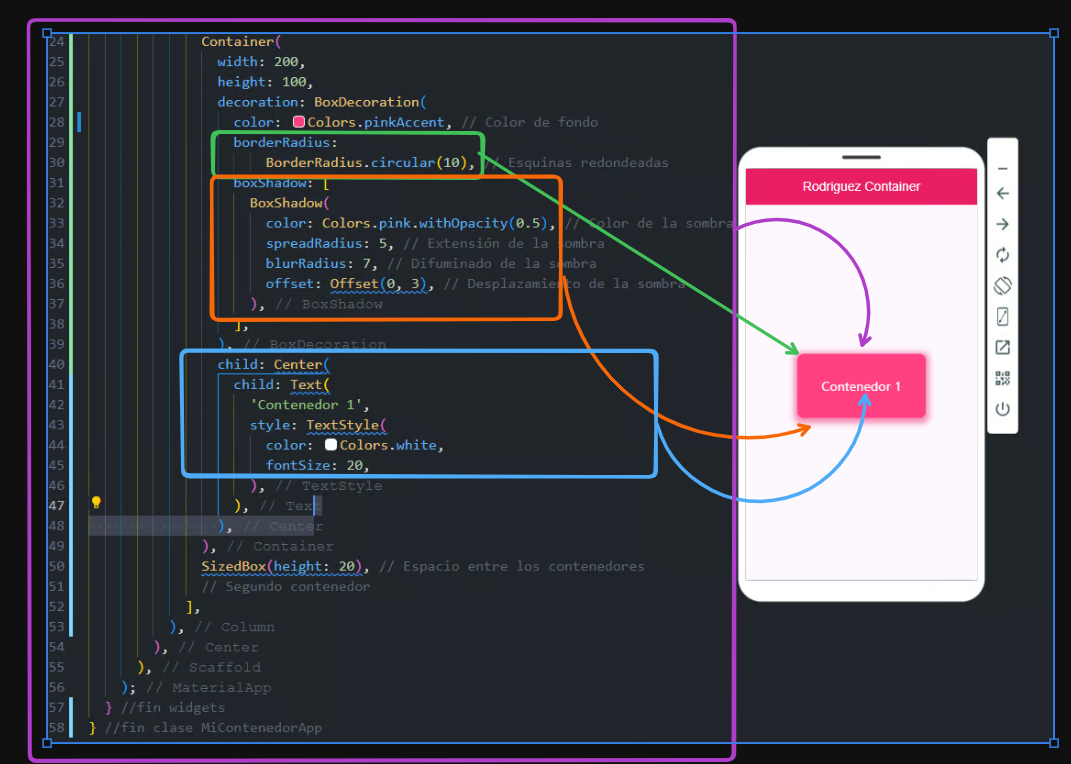 24 Container(
25 width: 200,
26 height: 100,
27 decoration: BoxDecoration(
28 color: Colors.pinkAccent, // Color de fondo
29 borderRadius:
30 BorderRadius.circular(10), // Esquinas redondeadas
31 boxShadow: [
32 BoxShadow(
33 color: Colors.pink.withOpacity(0.5), // Color de la sombra
34 spreadRadius: 5, // Extensión de la sombra
35 blurRadius: 7, // Difuminado de la sombra
36 offset: Offset(0, 3), // Desplazamiento de la sombra
37 ), // BoxShadow
38 ],
39 ), // BoxDecoration
40 child: Center(
41 child: Text(
42 'Contenedor 1',
43 style: TextStyle(
44 color: Colors.white,
45 fontSize: 20,
46 ), // TextStyle
47 ), // Text
48 ), // Center
49 ), // Container
50 SizedBox(height: 20), // Espacio entre los contenedores
51 // Segundo contenedor
52 ],
53 ), // Column
54 ), // Center
55 ), // Scaffold
56 ); // MaterialApp
57 } //fin widgets
58 } //fin clase MiContenedorApp
Rodriguez Container
Contenedor 1